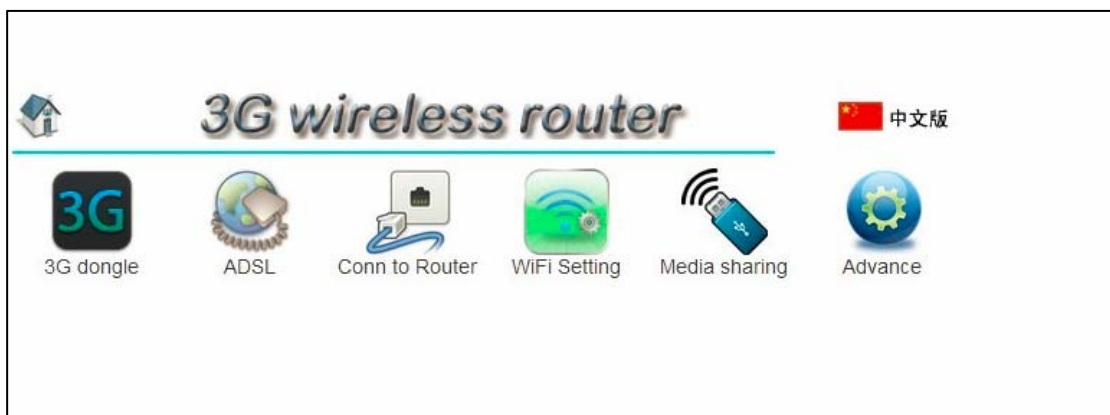 3G wireless router
中文版
3G
3G dongle
ADSL
Conn to Router
WiFi Setting
Media sharing
Advance